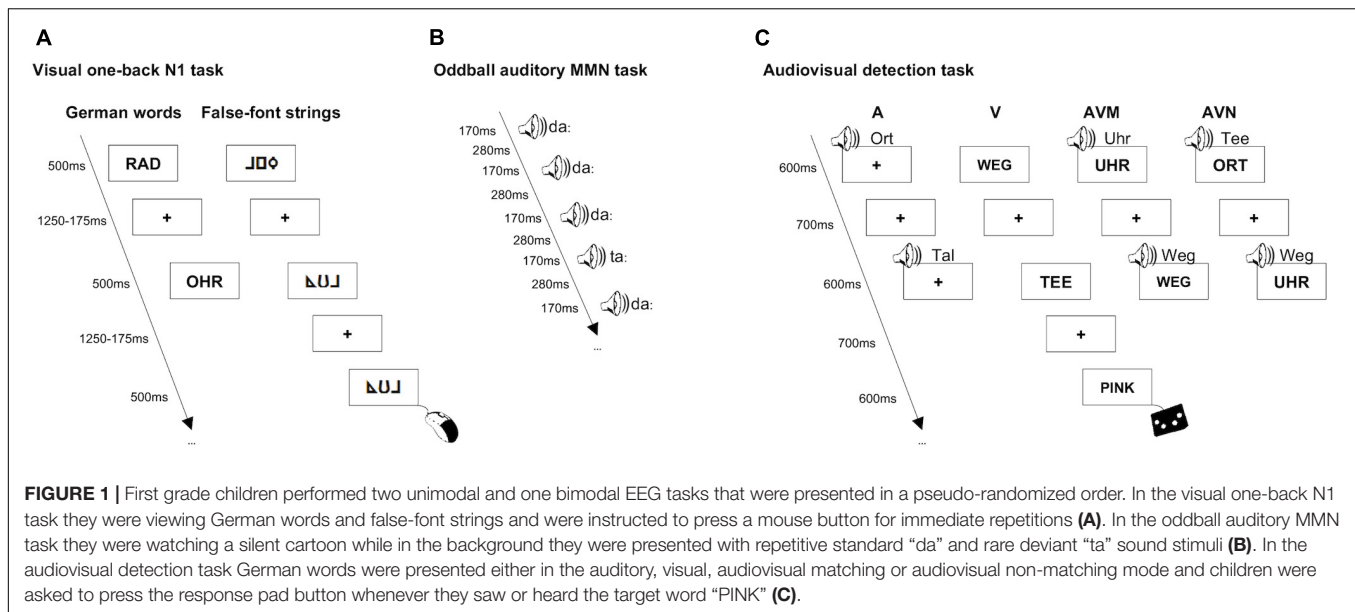 A
Visual one-back N1 task
German words False-font strings
500ms
RAD
1250-175ms
+ +
500ms
OHR
1250-175ms
+
500ms
...
B
Oddball auditory MMN task
170ms da:
280ms
170ms da:
280ms
170ms da:
280ms
170ms ta:
280ms
170ms da:
...
C
Audiovisual detection task
A V AVM AVN
Ort Uhr Tee
600ms + WEG UHR ORT
700ms + + + +
Tal Weg Weg
600ms + TEE WEG UHR
700ms +
600ms PINK
...
FIGURE 1 | First grade children performed two unimodal and one bimodal EEG tasks that were presented in a pseudo-randomized order. In the visual one-back N1
task they were viewing German words and false-font strings and were instructed to press a mouse button for immediate repetitions (A). In the oddball auditory MMN
task they were watching a silent cartoon while in the background they were presented with repetitive standard “da” and rare deviant “ta” sound stimuli (B). In the
audiovisual detection task German words were presented either in the auditory, visual, audiovisual matching or audiovisual non-matching mode and children were
asked to press the response pad button whenever they saw or heard the target word “PINK” (C).